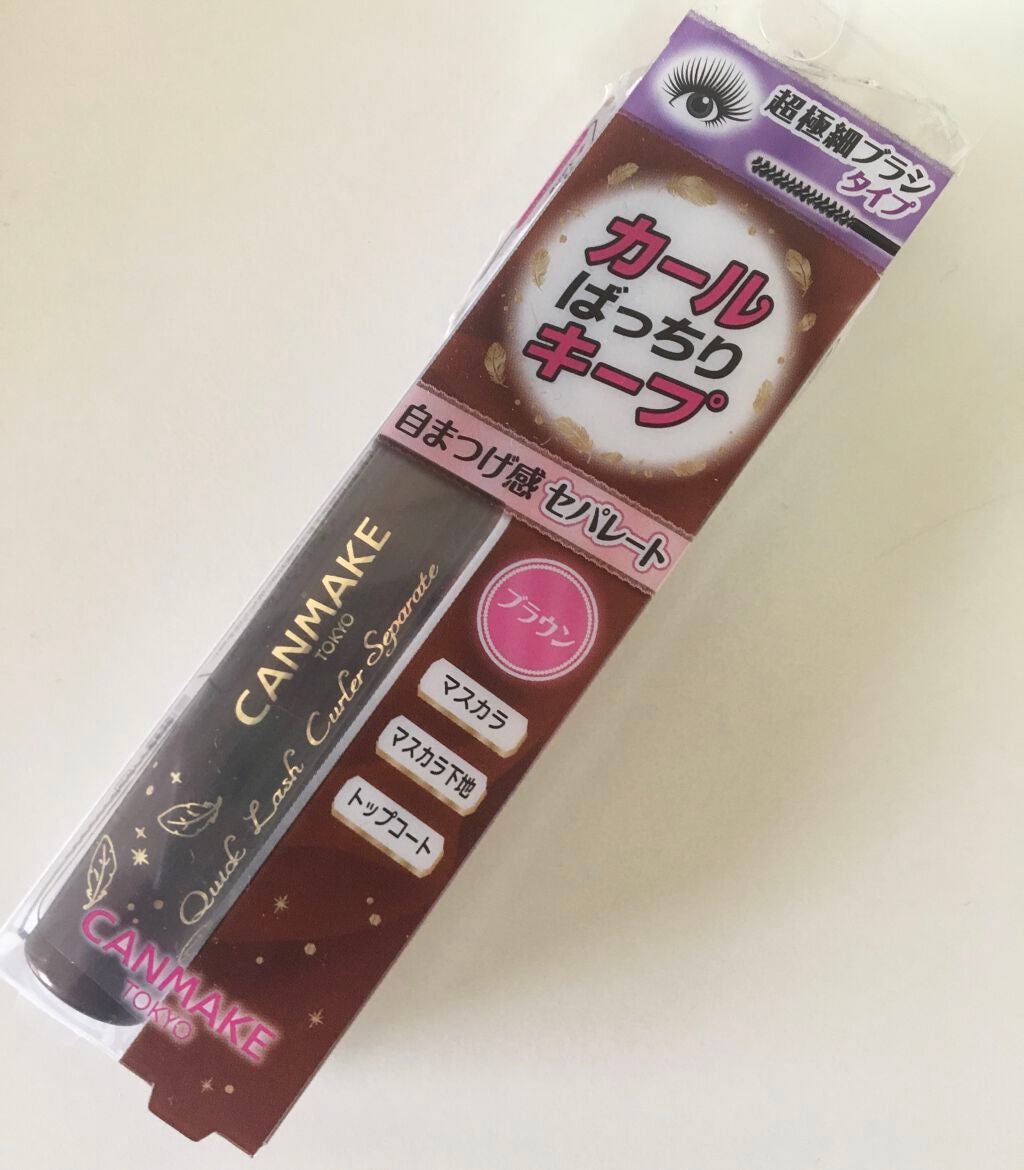 超極細ブラシ
タイプ
カール
ばっちり
キープ
自まつげ感 セパレート
ブラウン
マスカラ
マスカラ下地
トップコート
CANMAKE
TOKYO
Quick Lash Curler Separate
CANMAKE
TOKYO